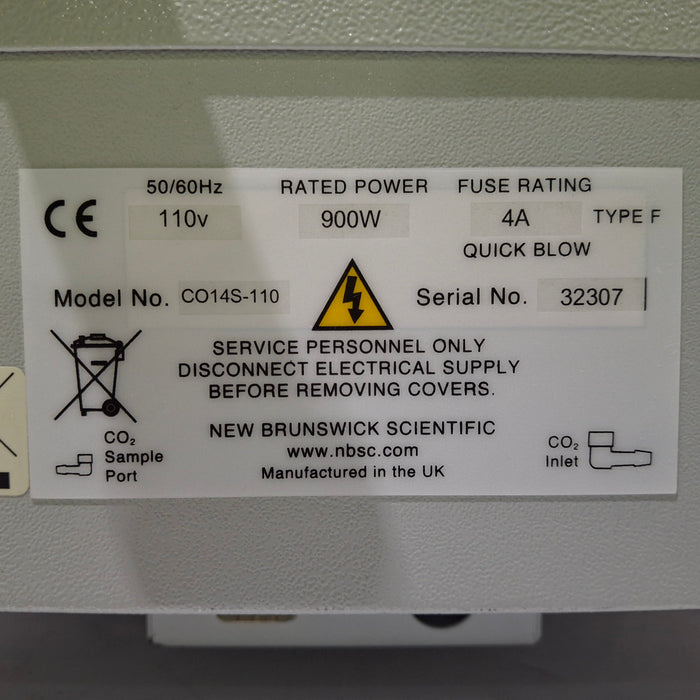 CE
50/60Hz RATED POWER FUSE RATING
110v 900W 4A TYPE F
QUICK BLOW
Model No. CO14S-110 Serial No. 32307
SERVICE PERSONNEL ONLY
DISCONNECT ELECTRICAL SUPPLY
BEFORE REMOVING COVERS.
NEW BRUNSWICK SCIENTIFIC
www.nbsc.com
Manufactured in the UK
CO₂
Sample
Port
CO₂
Inlet